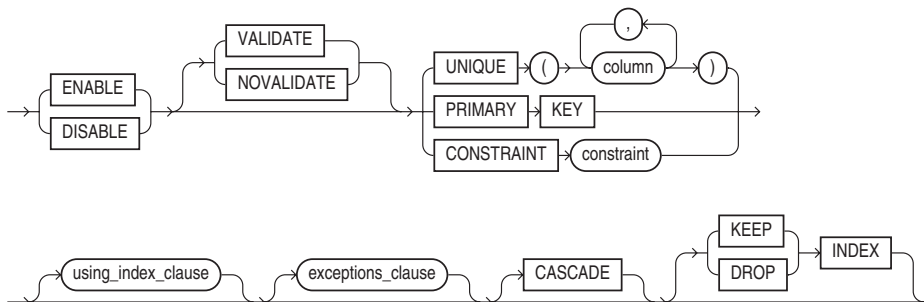 ,
VALIDATE
NOVALIDATE
UNIQUE ( column )
ENABLE
DISABLE
PRIMARY KEY
CONSTRAINT constraint
KEEP
DROP
INDEX
using_index_clause exceptions_clause CASCADE